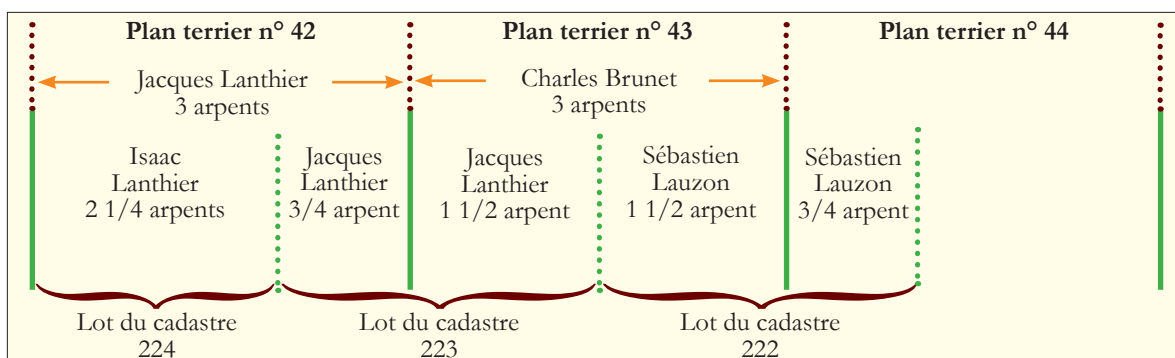 Plan terrier n° 42
Plan terrier n° 43
Plan terrier n° 44
Jacques Lanthier
3 arpents
Charles Brunet
3 arpents
Isaac
Lanthier
2 1/4 arpents
Jacques
Lanthier
3/4 arpent
Jacques
Lanthier
1 1/2 arpent
Sébastien
Lauzon
1 1/2 arpent
Sébastien
Lauzon
3/4 arpent
Lot du cadastre
224
Lot du cadastre
223
Lot du cadastre
222